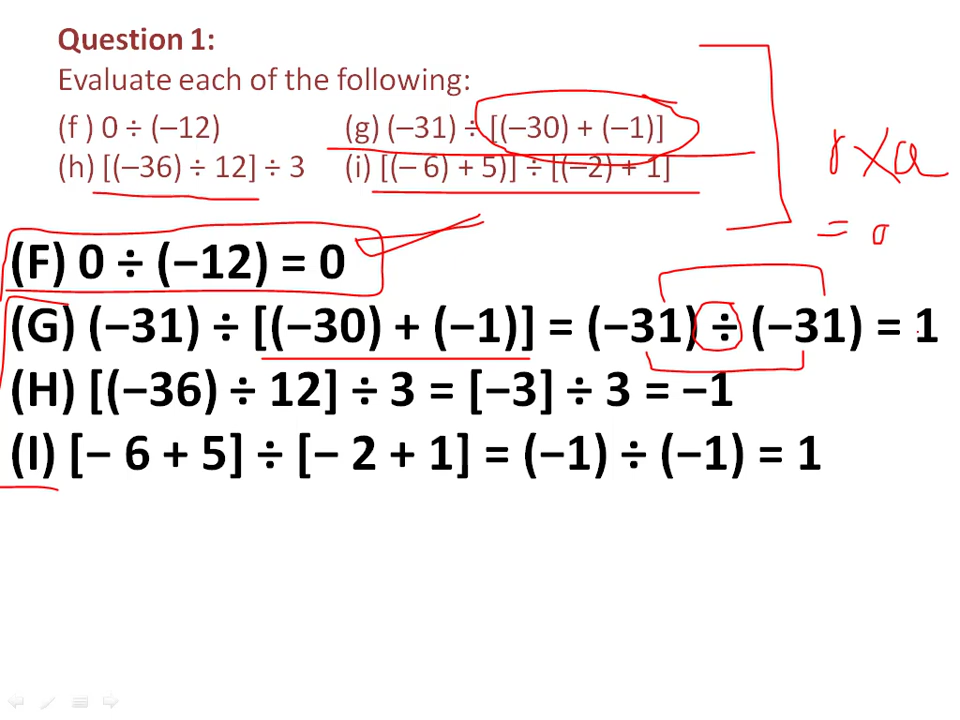 Question 1:
Evaluate each of the following:
(f ) 0 ÷ (–12) (g) (–31) ÷ [(–30) + (–1)]
(h) [(–36) ÷ 12] ÷ 3 (i) [(– 6) + 5)] ÷ [(–2) + 1]
(F) 0 ÷ (−12) = 0
(G) (−31) ÷ [(−30) + (−1)] = (−31) ÷ (−31) = 1
(H) [(−36) ÷ 12] ÷ 3 = [−3] ÷ 3 = −1
(I) [− 6 + 5] ÷ [− 2 + 1] = (−1) ÷ (−1) = 1